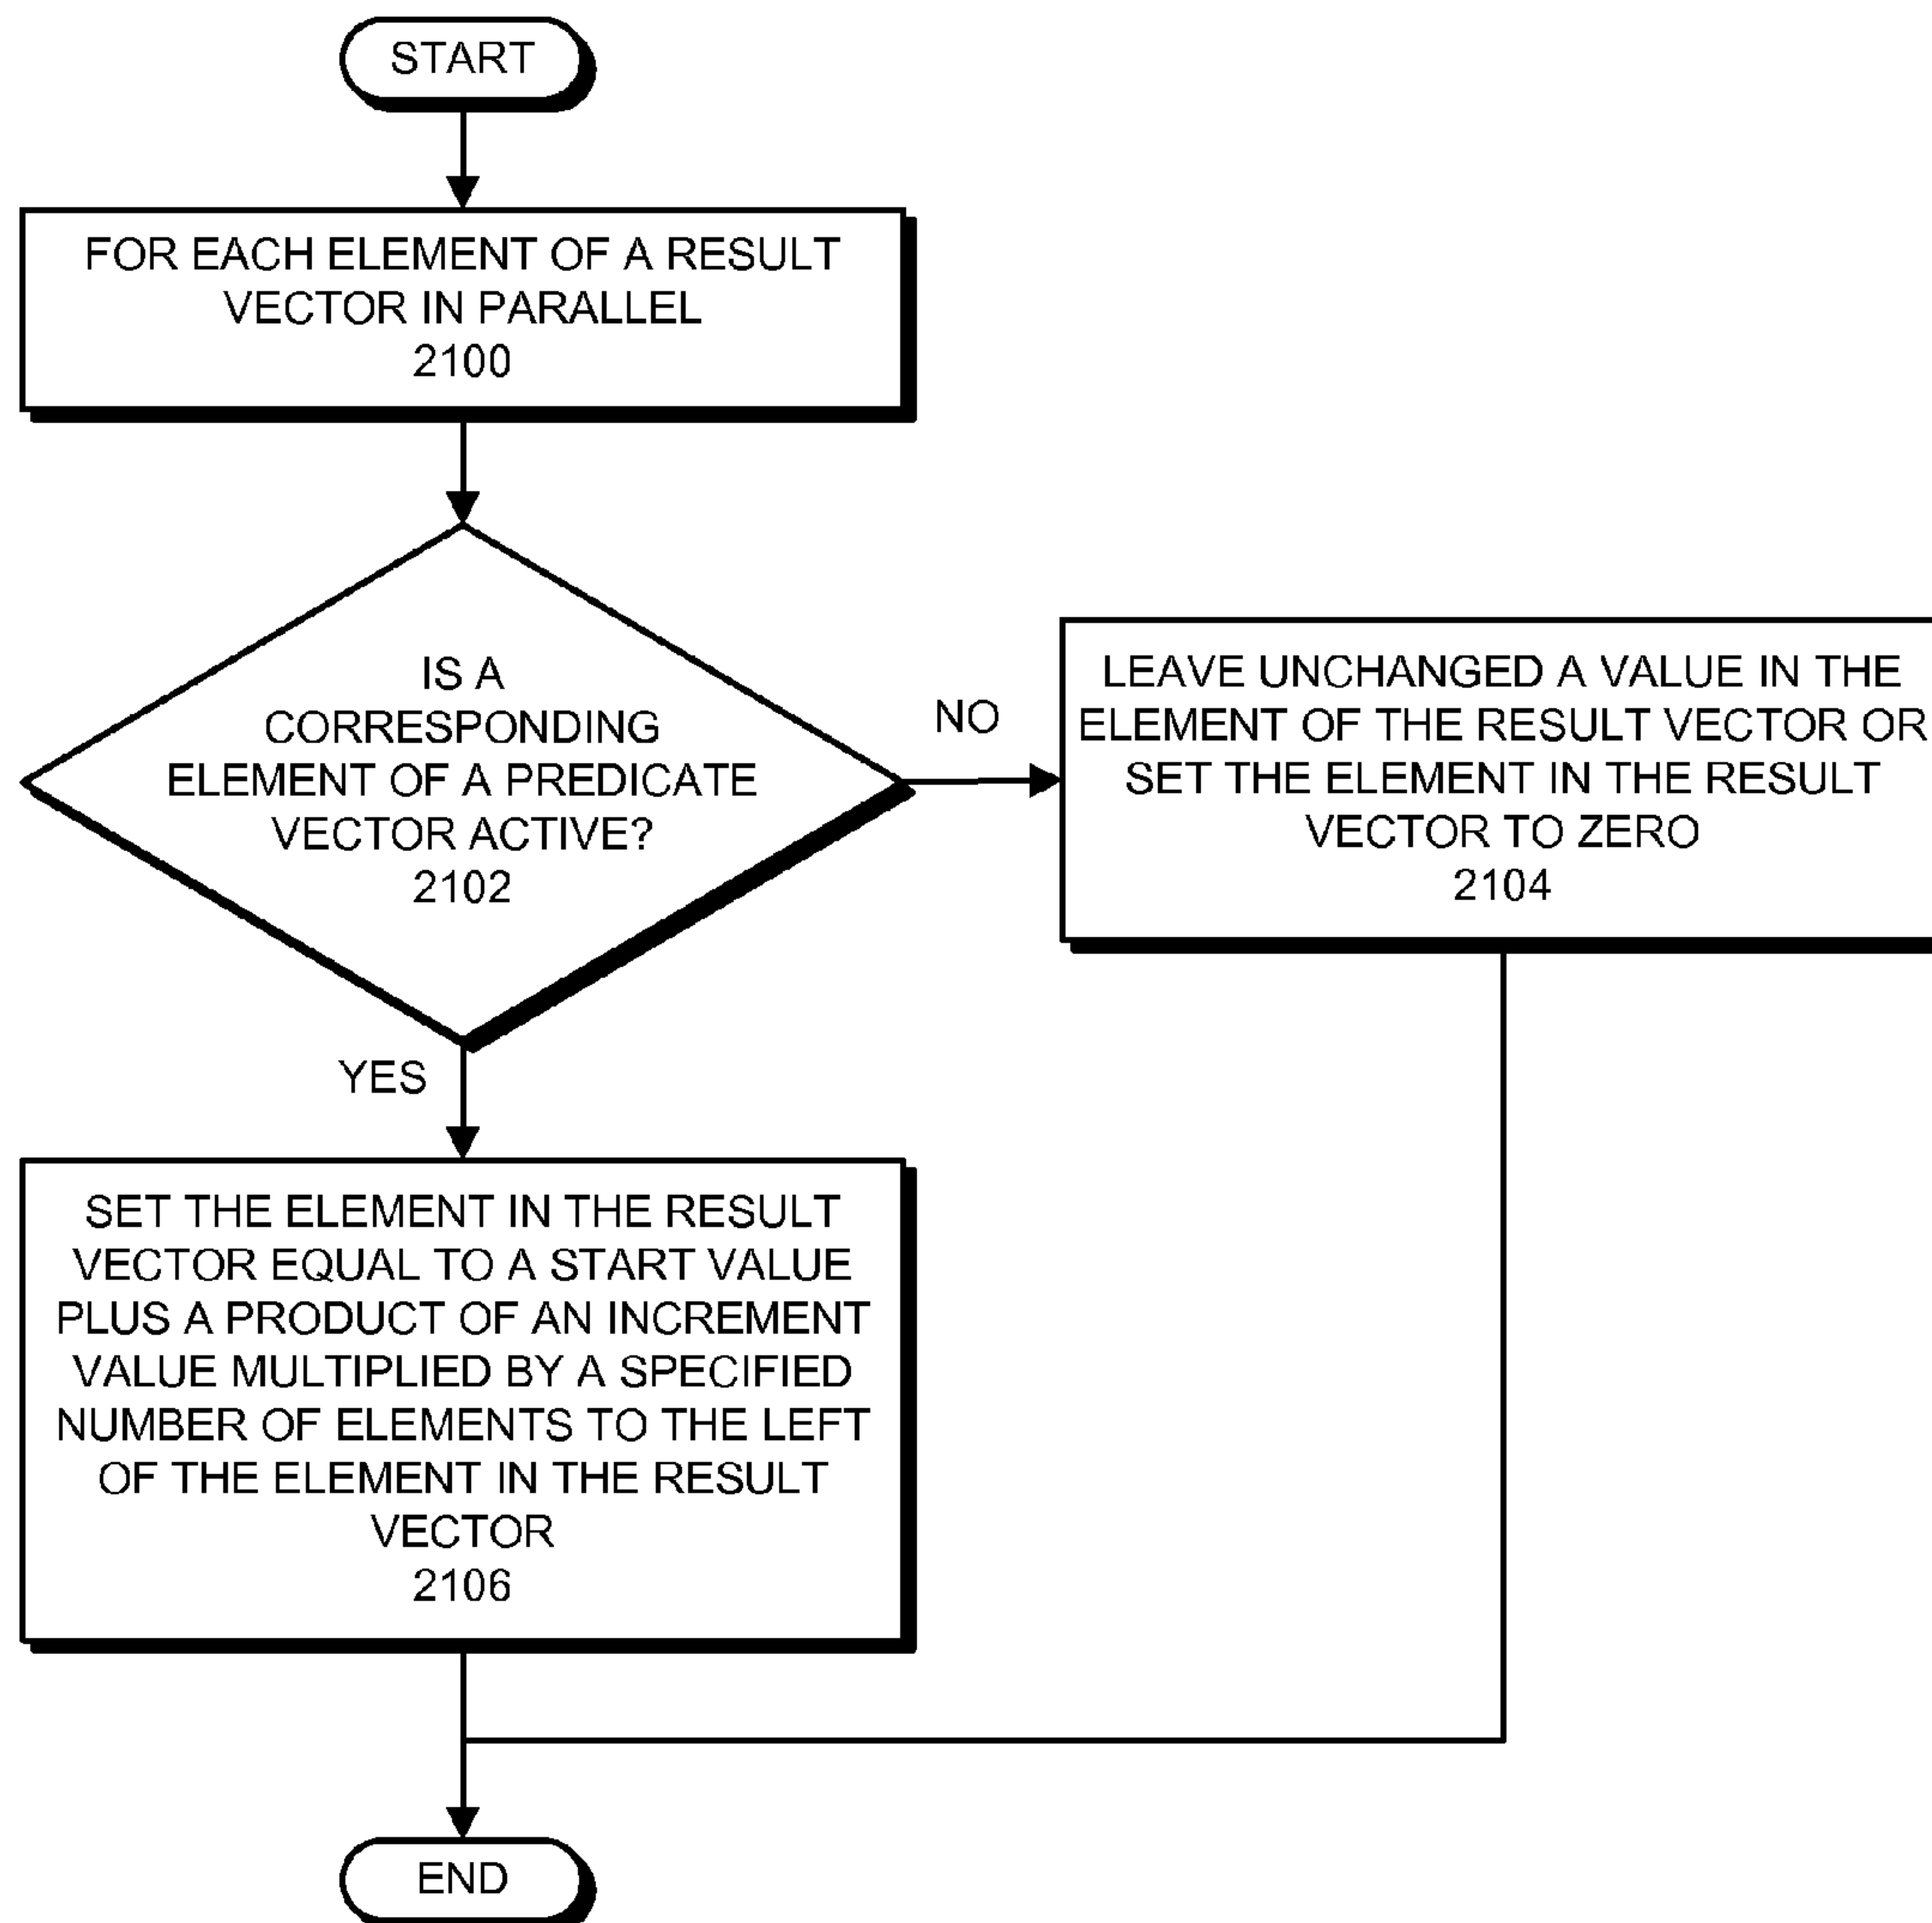 START
FOR EACH ELEMENT OF A RESULT
VECTOR IN PARALLEL
2100
IS A
CORRESPONDING
ELEMENT OF A PREDICATE
VECTOR ACTIVE?
2102
NO
LEAVE UNCHANGED A VALUE IN THE
ELEMENT OF THE RESULT VECTOR OR
SET THE ELEMENT IN THE RESULT
VECTOR TO ZERO
2104
YES
SET THE ELEMENT IN THE RESULT
VECTOR EQUAL TO A START VALUE
PLUS A PRODUCT OF AN INCREMENT
VALUE MULTIPLIED BY A SPECIFIED
NUMBER OF ELEMENTS TO THE LEFT
OF THE ELEMENT IN THE RESULT
VECTOR
2106
END